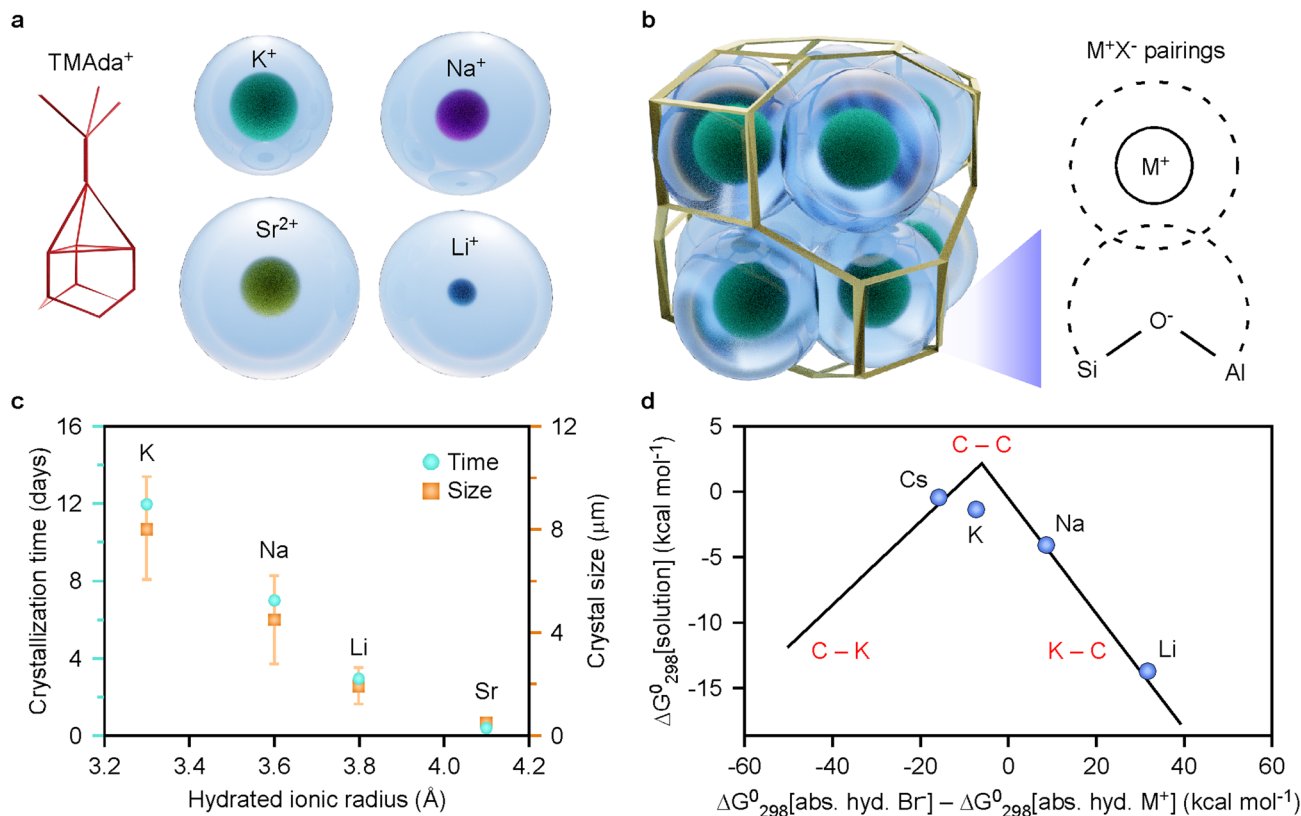 a
TMAda⁺
K⁺
Na⁺
Sr²⁺
Li⁺
b
M⁺X⁻ pairings
M⁺
O⁻
Si
Al
c
Crystallization time (days)
16
12
8
4
0
K
Na
Li
Sr
Time
Size
12
8
4
0
Crystal size (μm)
3.2 3.4 3.6 3.8 4.0 4.2
Hydrated ionic radius (Å)
d
ΔG⁰₂₉₈[solution] (kcal mol⁻¹)
5
0
-5
-10
-15
C – C
Cs
K
Na
C – K
K – C
Li
-60 -40 -20 0 20 40 60
ΔG⁰₂₉₈[abs. hyd. Br⁻] – ΔG⁰₂₉₈[abs. hyd. M⁺] (kcal mol⁻¹)